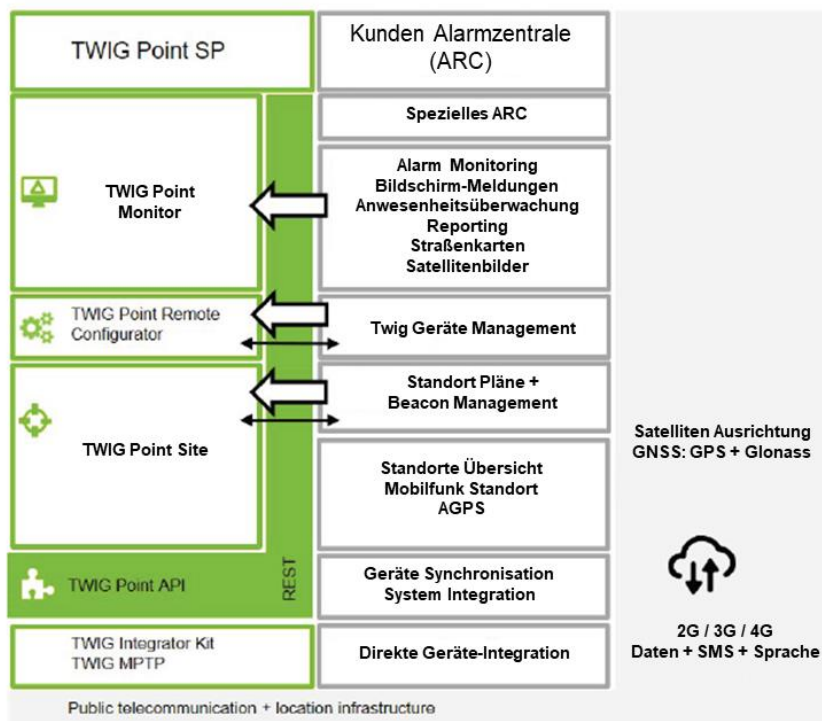 TWIG Point SP
Kunden Alarmzentrale
(ARC)
Spezielles ARC
TWIG Point
Monitor
Alarm Monitoring
Bildschirm-Meldungen
Anwesenheitsüberwachung
Reporting
Straßenkarten
Satellitenbilder
TWIG Point Remote
Configurator
Twig Geräte Management
TWIG Point Site
Standort Pläne +
Beacon Management
Standorte Übersicht
Mobilfunk Standort
AGPS
TWIG Point API
REST
Geräte Synchronisation
System Integration
TWIG Integrator Kit
TWIG MPTP
Direkte Geräte-Integration
Satelliten Ausrichtung
GNSS: GPS + Glonass
2G / 3G / 4G
Daten + SMS + Sprache
Public telecommunication + location infrastructure